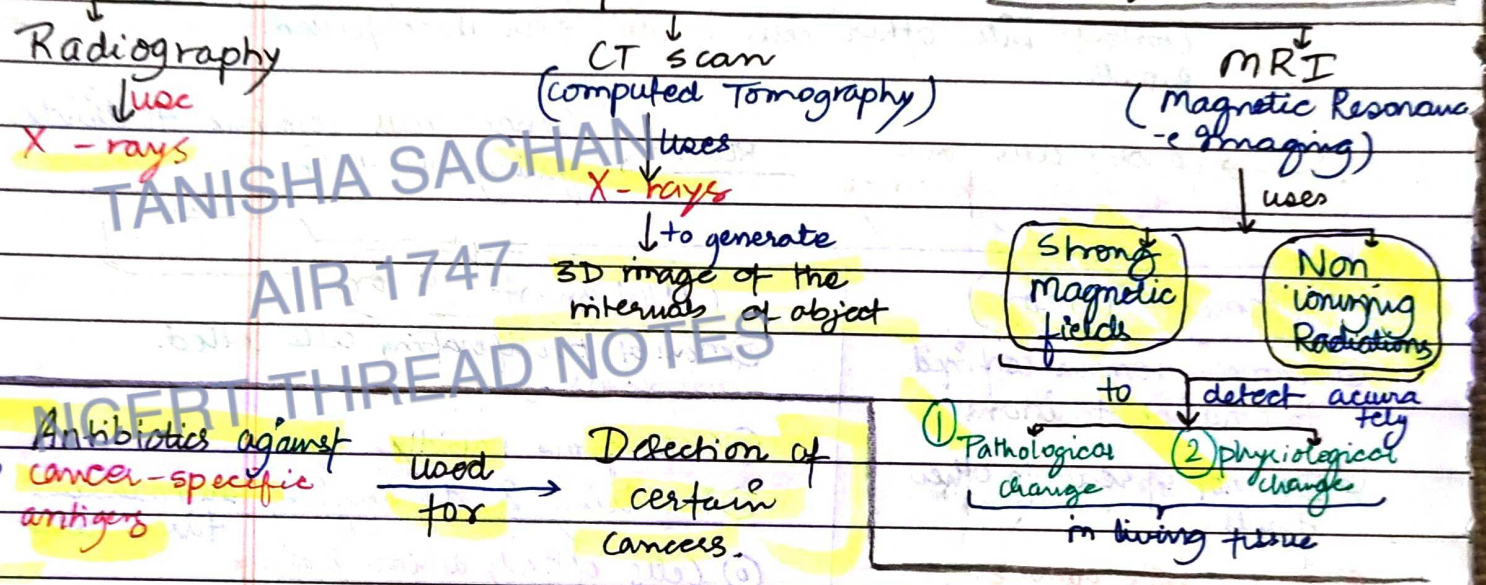 Radiography
use
X - rays
CT scan
(computed Tomography)
uses
X - rays
to generate
3D image of the
internals of object
MRI
(Magnetic Resonanc
-e Imaging)
uses
Strong
magnetic
fields
Non
ionizing
Radiations
to detect accura
tely
① Pathological
change
② physiological
change
in living tissue
Antibiotics against
cancer-specific
antigens
used
for
Detection of
certain
cancers.
TANISHA SACHAN
AIR 1747
NCERT THREAD NOTES